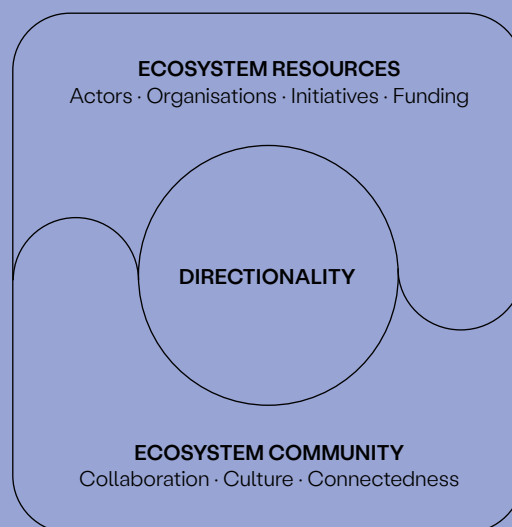 ECOSYSTEM RESOURCES
Actors · Organisations · Initiatives · Funding
DIRECTIONALITY
ECOSYSTEM COMMUNITY
Collaboration · Culture · Connectedness